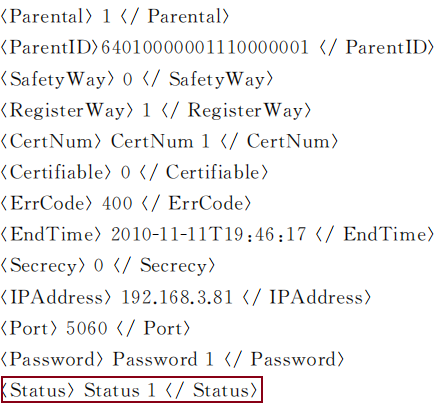 〈Parental〉 1 〈/ Parental〉
〈ParentID〉64010000001110000001 〈/ ParentID〉
〈SafetyWay〉 0 〈/ SafetyWay〉
〈RegisterWay〉 1 〈/ RegisterWay〉
〈CertNum〉 CertNum 1 〈/ CertNum〉
〈Certifiable〉 0 〈/ Certifiable〉
〈ErrCode〉 400 〈/ ErrCode〉
〈EndTime〉 2010-11-11T19:46:17 〈/ EndTime〉
〈Secrecy〉 0 〈/ Secrecy〉
〈IPAddress〉 192.168.3.81 〈/ IPAddress〉
〈Port〉 5060 〈/ Port〉
〈Password〉 Password 1 〈/ Password〉
〈Status〉 Status 1 〈/ Status〉